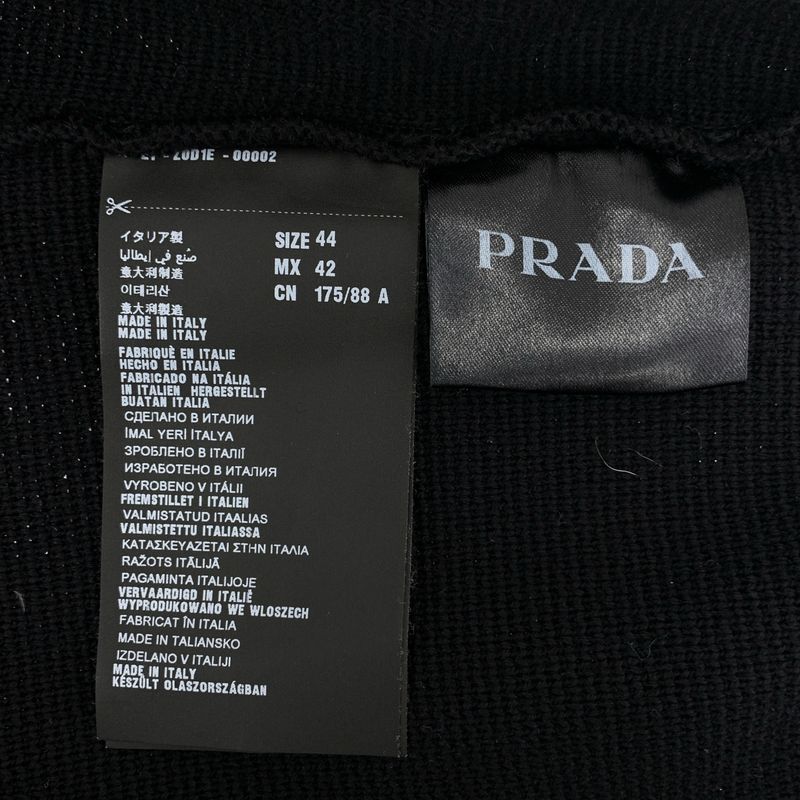 Z0D1E - 00002
イタリア製
صنع في إيطاليا
意大利制造
이태리산
意大利製造
MADE IN ITALY
MADE IN ITALY
FABRIQUÈ EN ITALIE
HECHO EN ITALIA
FABRICADO NA ITÁLIA
IN ITALIEN HERGESTELLT
BUATAN ITALIA
СДЕЛАНО В ИТАЛИИ
İMAL YERİ İTALYA
ЗРОБЛЕНО В ІТАЛІЇ
ИЗРАБОТЕНО В ИТАЛИЯ
VYROBENO V ITÁLII
FREMSTILLET I ITALIEN
VALMISTATUD ITAALIAS
VALMISTETTU ITALIASSA
ΚΑΤΑΣΚΕΥΑΖΕΤΑΙ ΣΤΗΝ ΙΤΑΛΙΑ
RAŽOTS ITĀLIJĀ
PAGAMINTA ITALIJOJE
VERVAARDIGD IN ITALIË
WYPRODUKOWANO WE WLOSZECH
FABRICAT ÎN ITALIA
MADE IN TALIANSKO
IZDELANO V ITALIJI
MADE IN ITALY
KÉSZÜLT OLASZORSZÁGBAN
SIZE 44
MX 42
CN 175/88 A
PRADA